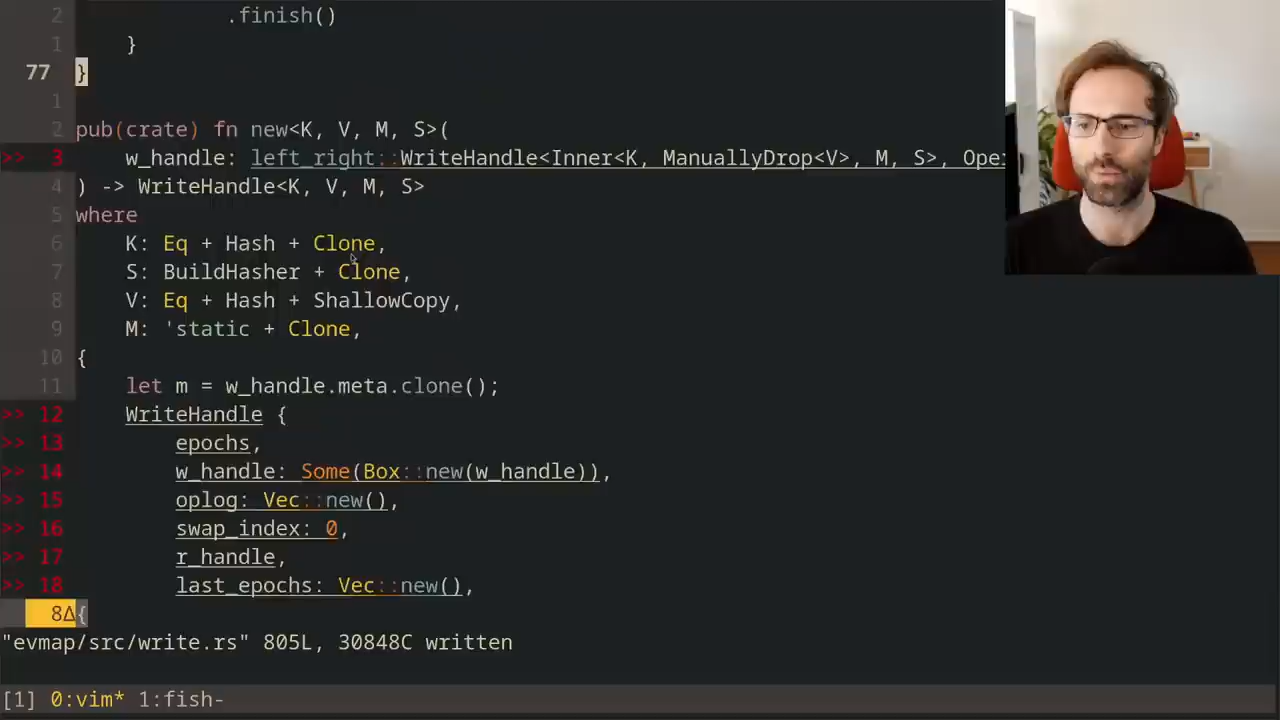 2 .finish()
1 }
77 }
1
2 pub(crate) fn new<K, V, M, S>(
>> 3 w_handle: left_right::WriteHandle<Inner<K, ManuallyDrop<V>, M, S>, Ope
4 ) -> WriteHandle<K, V, M, S>
5 where
6 K: Eq + Hash + Clone,
7 S: BuildHasher + Clone,
8 V: Eq + Hash + ShallowCopy,
9 M: 'static + Clone,
10 {
11 let m = w_handle.meta.clone();
>> 12 WriteHandle {
>> 13 epochs,
>> 14 w_handle: Some(Box::new(w_handle)),
>> 15 oplog: Vec::new(),
>> 16 swap_index: 0,
>> 17 r_handle,
>> 18 last_epochs: Vec::new(),
8Δ{
"evmap/src/write.rs" 805L, 30848C written
[1] 0:vim* 1:fish-